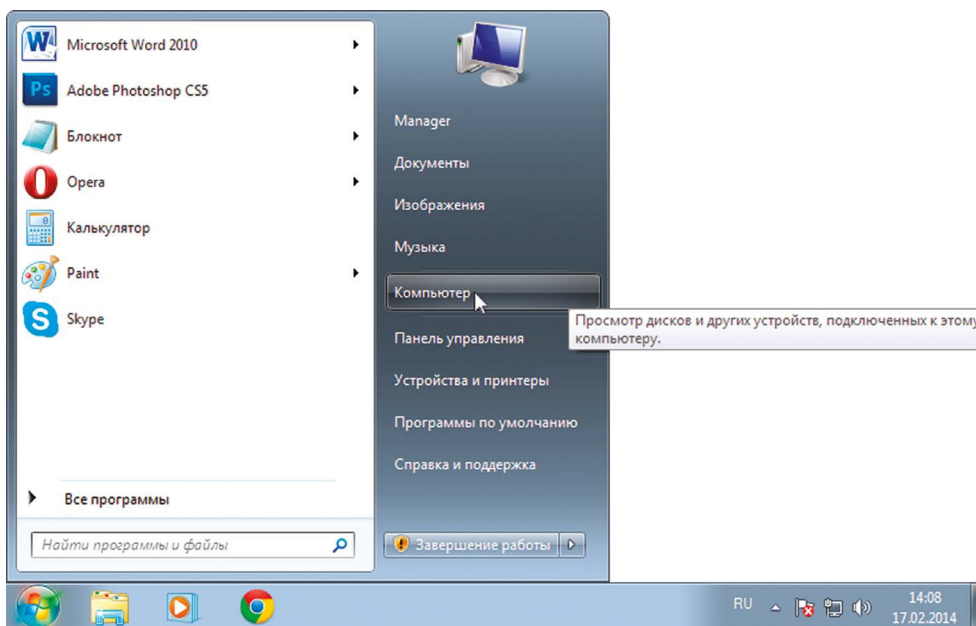 Microsoft Word 2010
Ps
Adobe Photoshop CS5
Блокнот
Opera
Калькулятор
Paint
Skype
Все программы
Найти программы и файлы
Manager
Документы
Изображения
Музыка
Компьютер
Просмотр дисков и других устройств, подключенных к этому
компьютеру.
Панель управления
Устройства и принтеры
Программы по умолчанию
Справка и поддержка
Завершение работы
RU
14:08
17.02.2014